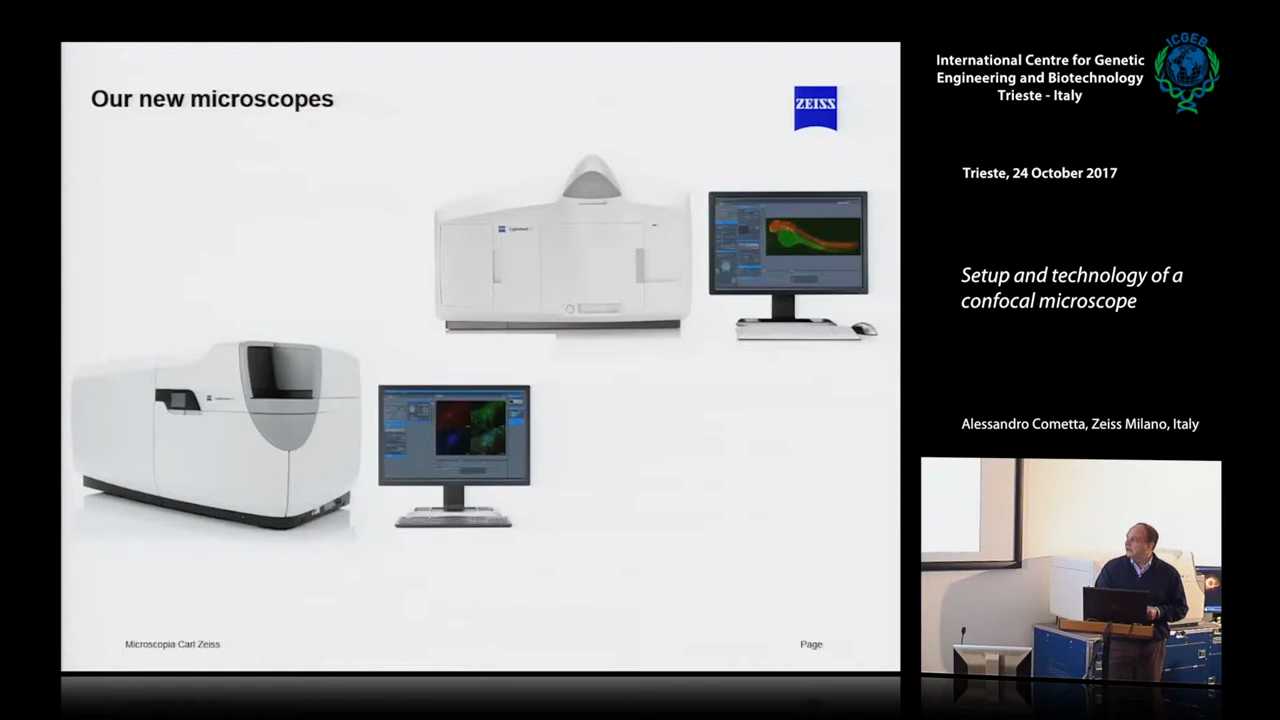 Our new microscopes
ZEISS
Microscopia Carl Zeiss
Page
International Centre for Genetic
Engineering and Biotechnology
Trieste - Italy
ICGEB
Trieste, 24 October 2017
Setup and technology of a
confocal microscope
Alessandro Cometta, Zeiss Milano, Italy